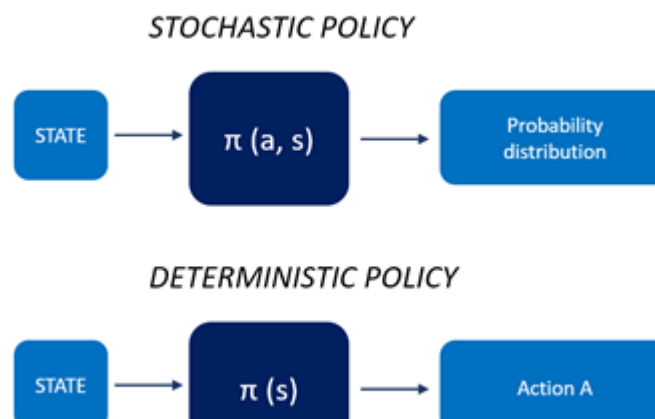 STOCHASTIC POLICY
STATE
π (a, s)
Probability
distribution
DETERMINISTIC POLICY
STATE
π (s)
Action A